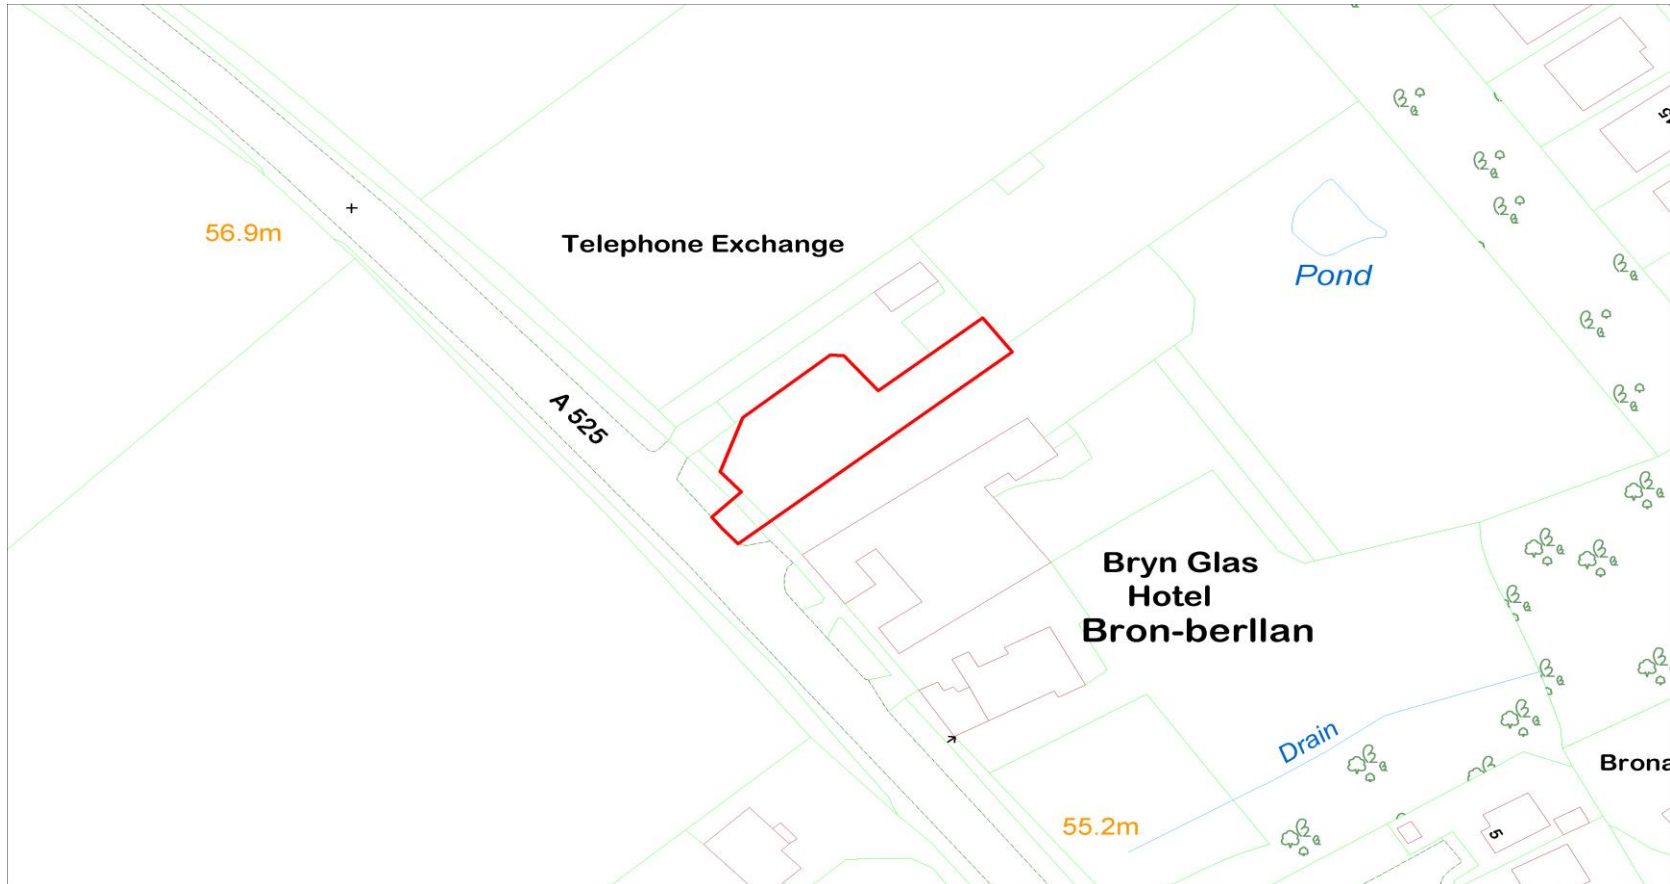 56.9m
Telephone Exchange
A 525
Pond
Bryn Glas
Hotel
Bron-berllan
Drain
55.2m
5